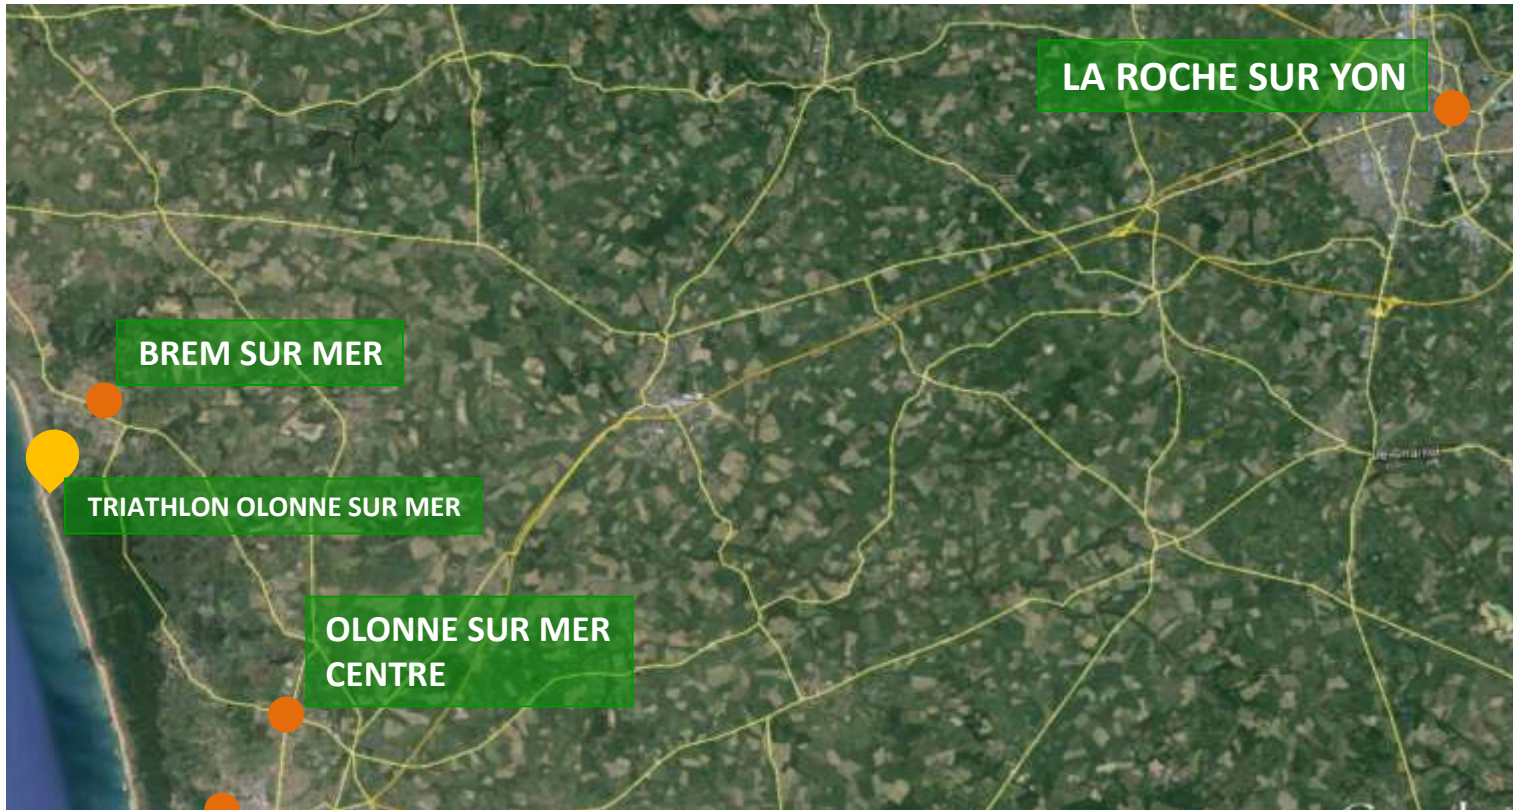 LA ROCHE SUR YON
BREM SUR MER
TRIATHLON OLONNE SUR MER
OLONNE SUR MER
CENTRE